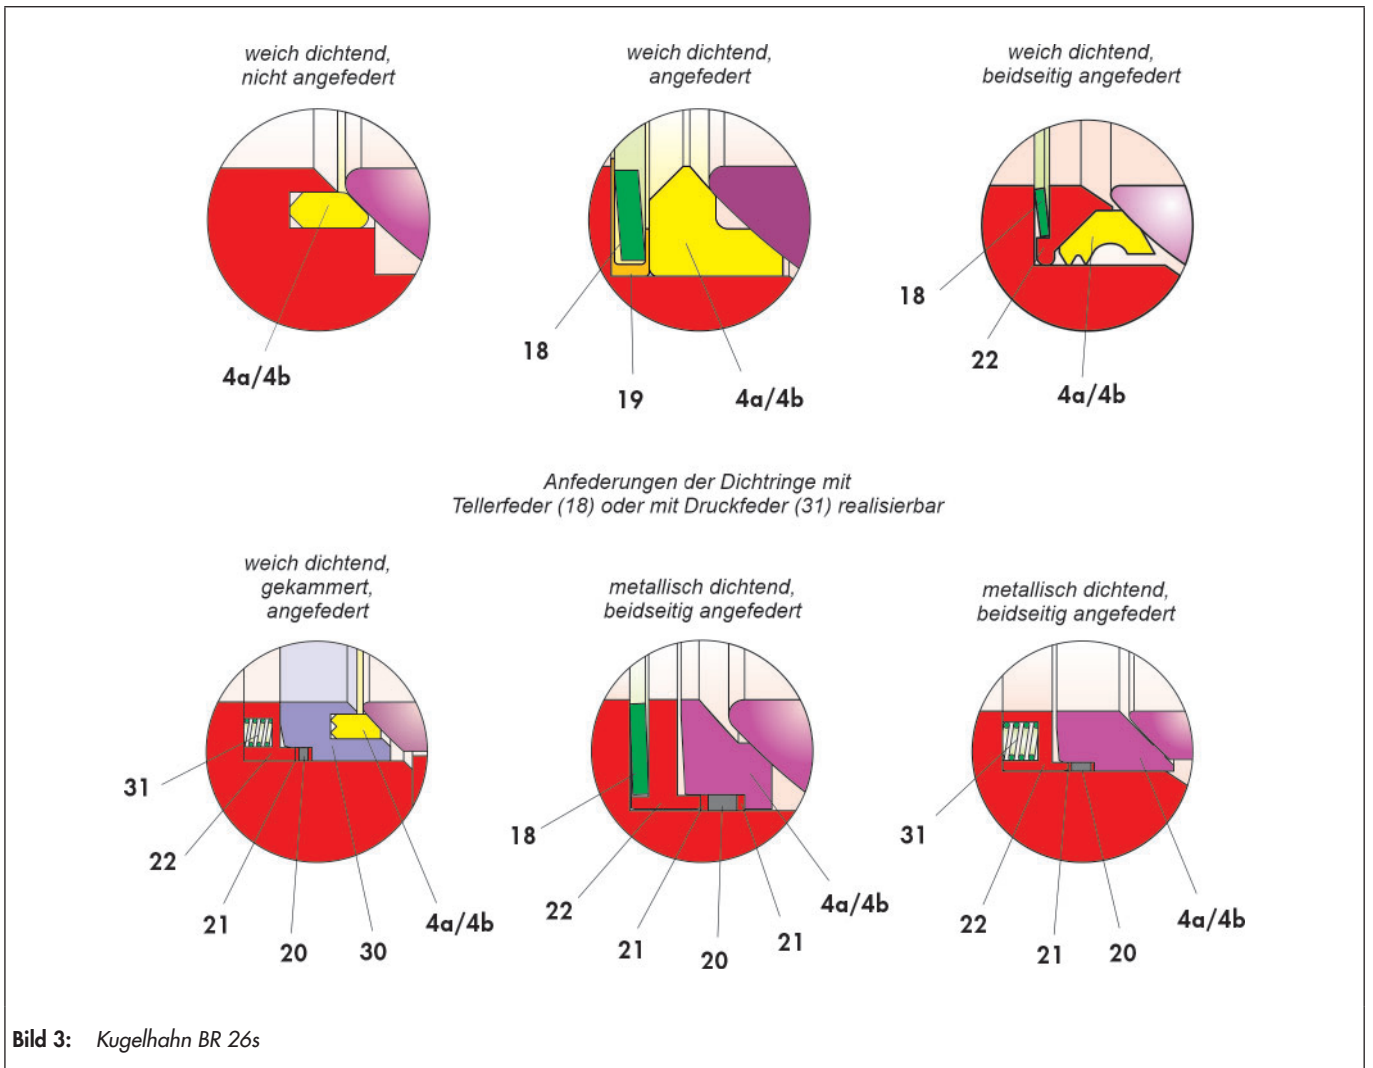 weich dichtend,
nicht angefedert
weich dichtend,
angefedert
weich dichtend,
beidseitig angefedert
4a/4b
18
19
4a/4b
18
22
4a/4b
Anfederungen der Dichtringe mit
Tellerfeder (18) oder mit Druckfeder (31) realisierbar
weich dichtend,
gekammert,
angefedert
metallisch dichtend,
beidseitig angefedert
metallisch dichtend,
beidseitig angefedert
31
22
21
20
30
4a/4b
18
22
21
20
21
4a/4b
31
22
21
20
4a/4b
Bild 3: Kugelhahn BR 26s